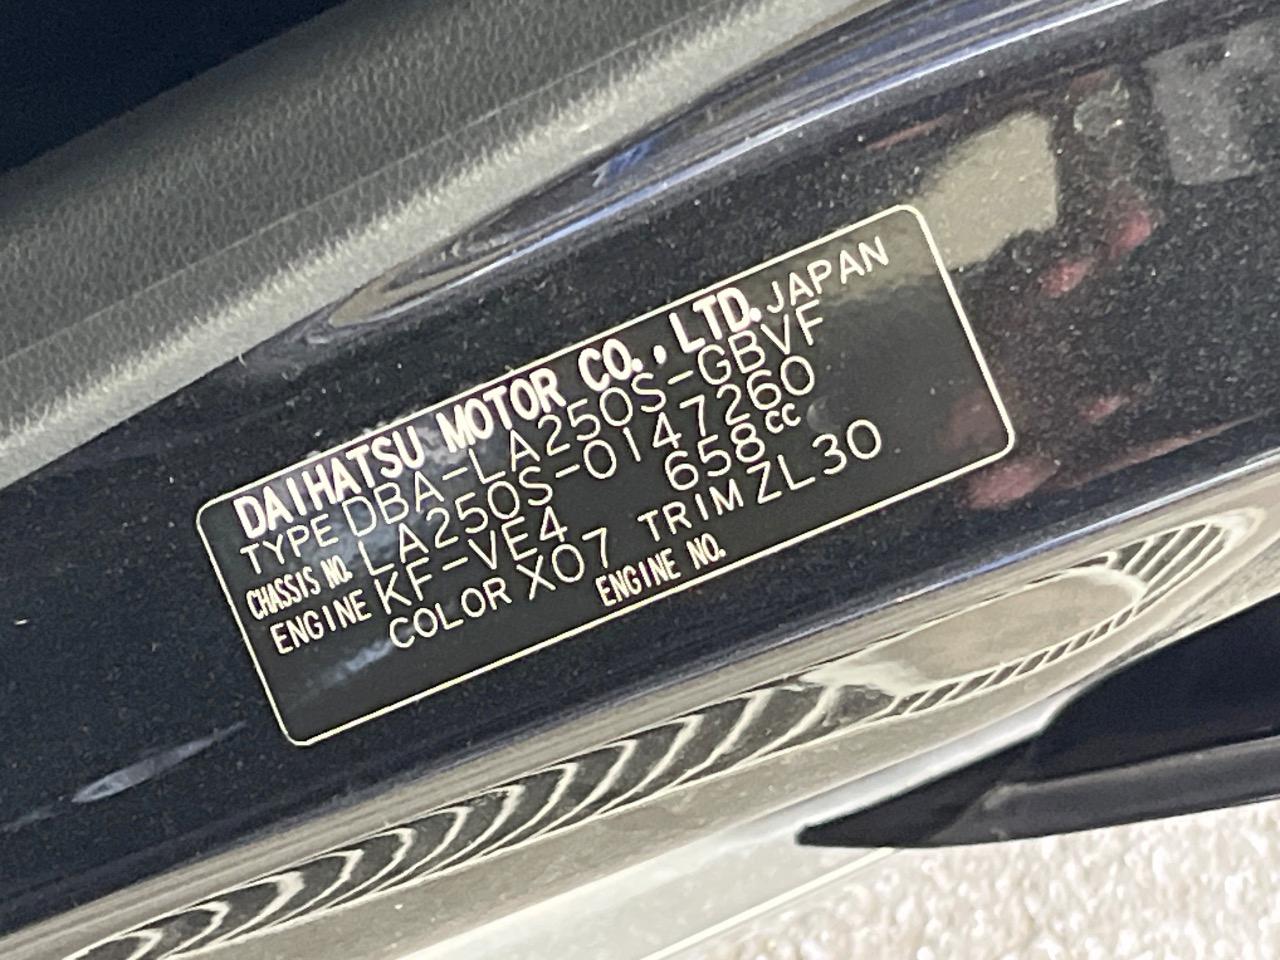 DAIHATSU MOTOR CO., LTD. JAPAN
TYPE DBA-LA250S-GBVF
CHASSIS NO. LA250S-0147260
ENGINE KF-VE4 658cc
COLOR X07 TRIM ZL30
ENGINE NO.